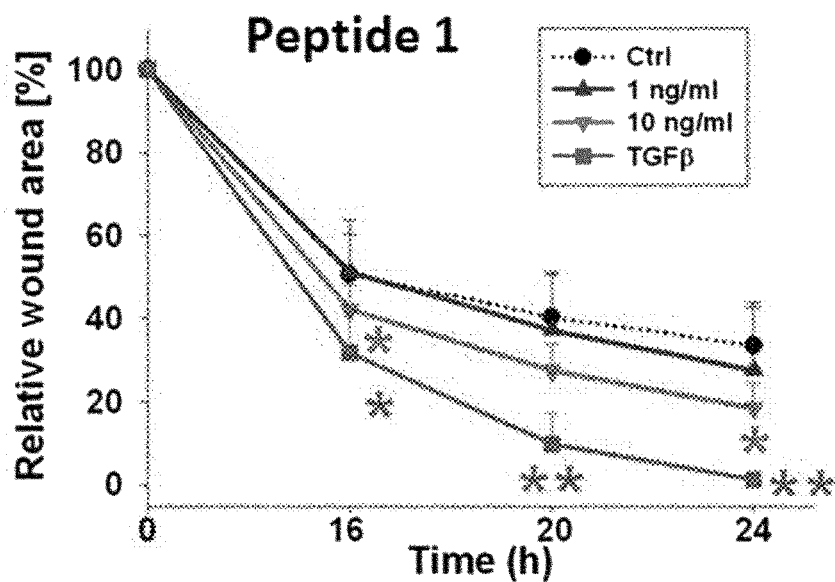 Peptide 1
Ctrl
1 ng/ml
10 ng/ml
TGFβ
Relative wound area [%]
100
80
60
40
20
0
* 
*
**
*
**
0 16 20 24
Time (h)